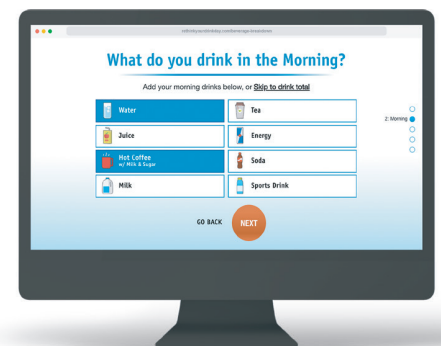 What do you drink in the Morning?
Add your morning drinks below, or Skip to drink total
Water
Tea
Juice
Energy
Hot Coffee
w/ Milk & Sugar
Soda
Milk
Sports Drink
2: Morning
GO BACK
NEXT